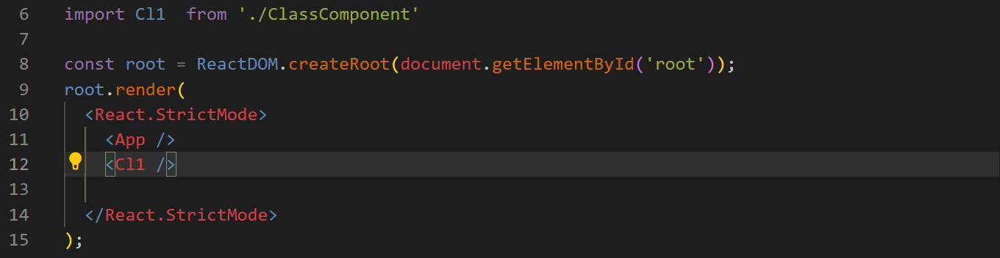 6 import Cl1  from './ClassComponent'
7
8 const root = ReactDOM.createRoot(document.getElementById('root'));
9 root.render(
10   <React.StrictMode>
11     <App />
12     <Cl1 />
13
14   </React.StrictMode>
15 );